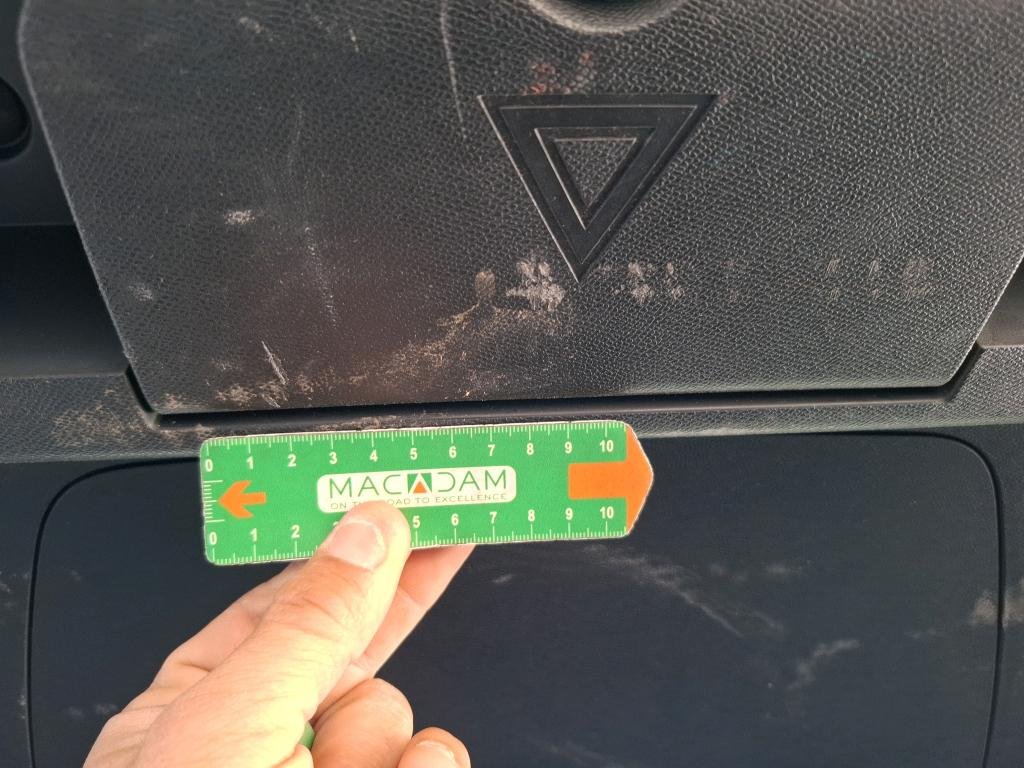 0 1 2 3 4 5 6 7 8 9 10
MACADAM
ON THE ROAD TO EXCELLENCE
0 1 2 3 5 6 7 8 9 10